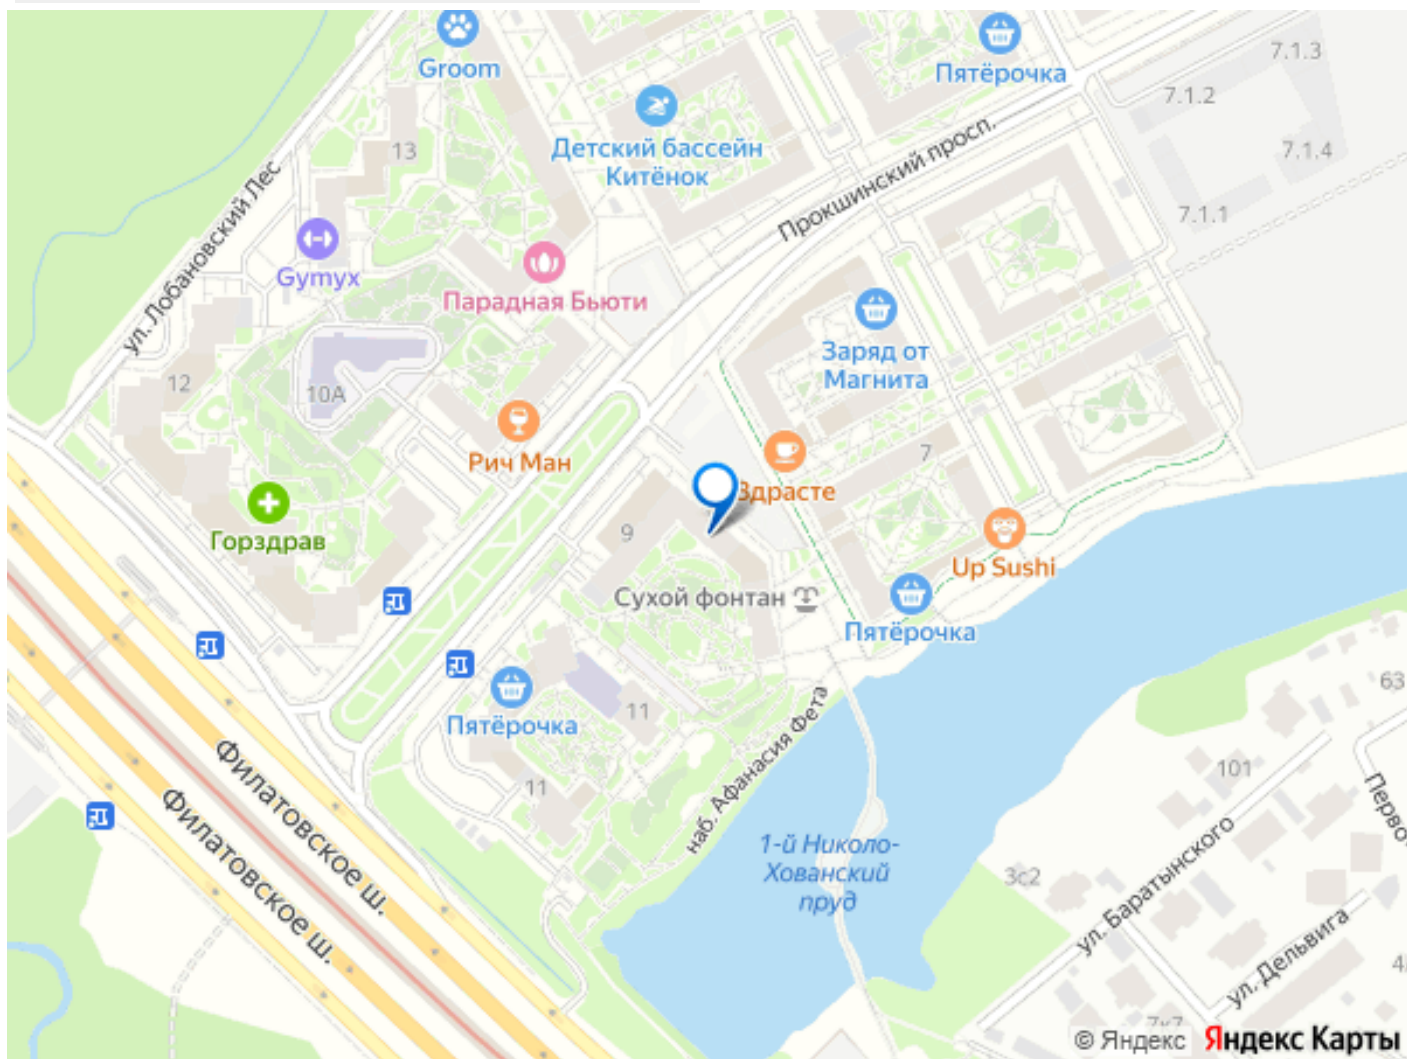 Groom
Пятёрочка
7.1.3
7.1.2
7.1.4
7.1.1
Детский бассейн
Китёнок
Прокшинский просп.
13
ул. Лобановский Лес
Gymyx
Парадная Бьюти
Заряд от
Магнита
12
10А
Рич Ман
7
Здрасте
Горздрав
9
Up Sushi
Сухой фонтан
Пятёрочка
Пятёрочка
11
11
наб. Афанасия Фета
63
101
Филатовское ш.
Филатовское ш.
1-й Николо-
Хованский
пруд
3с2
ул. Баратынского
ул. Дельвига
© Яндекс Яндекс Карты